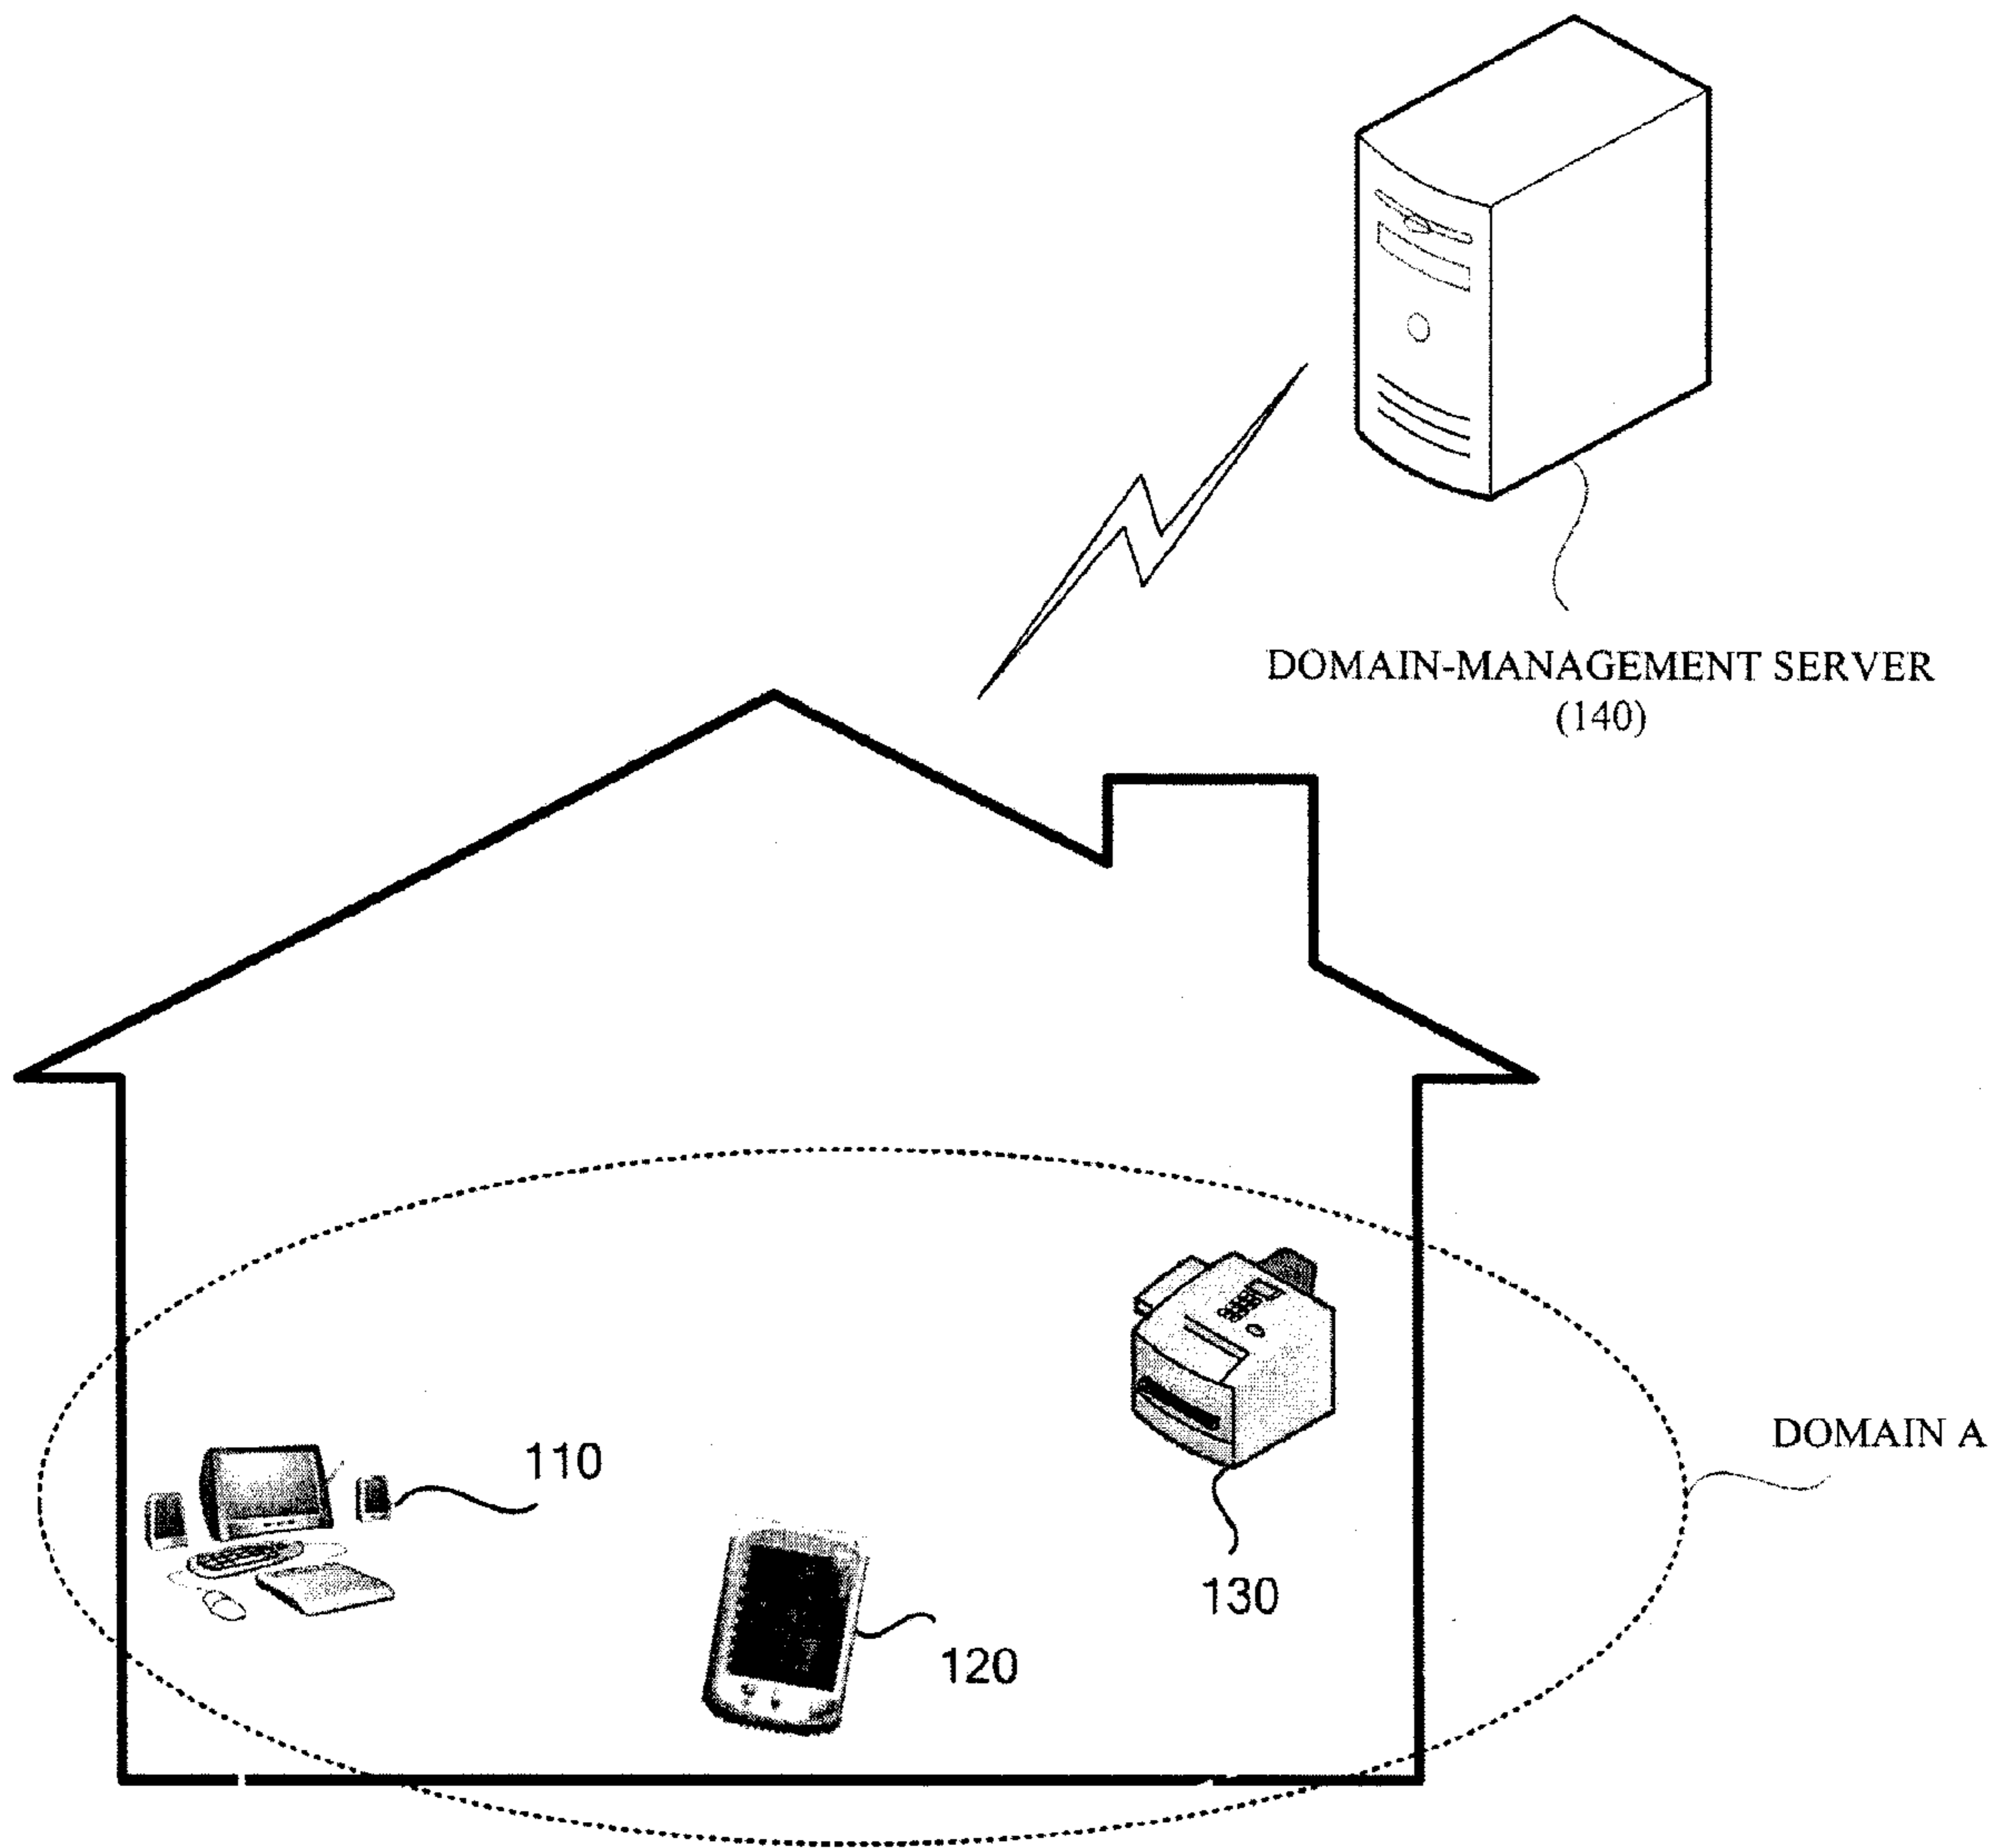 DOMAIN-MANAGEMENT SERVER
(140)
DOMAIN A
110
130
120